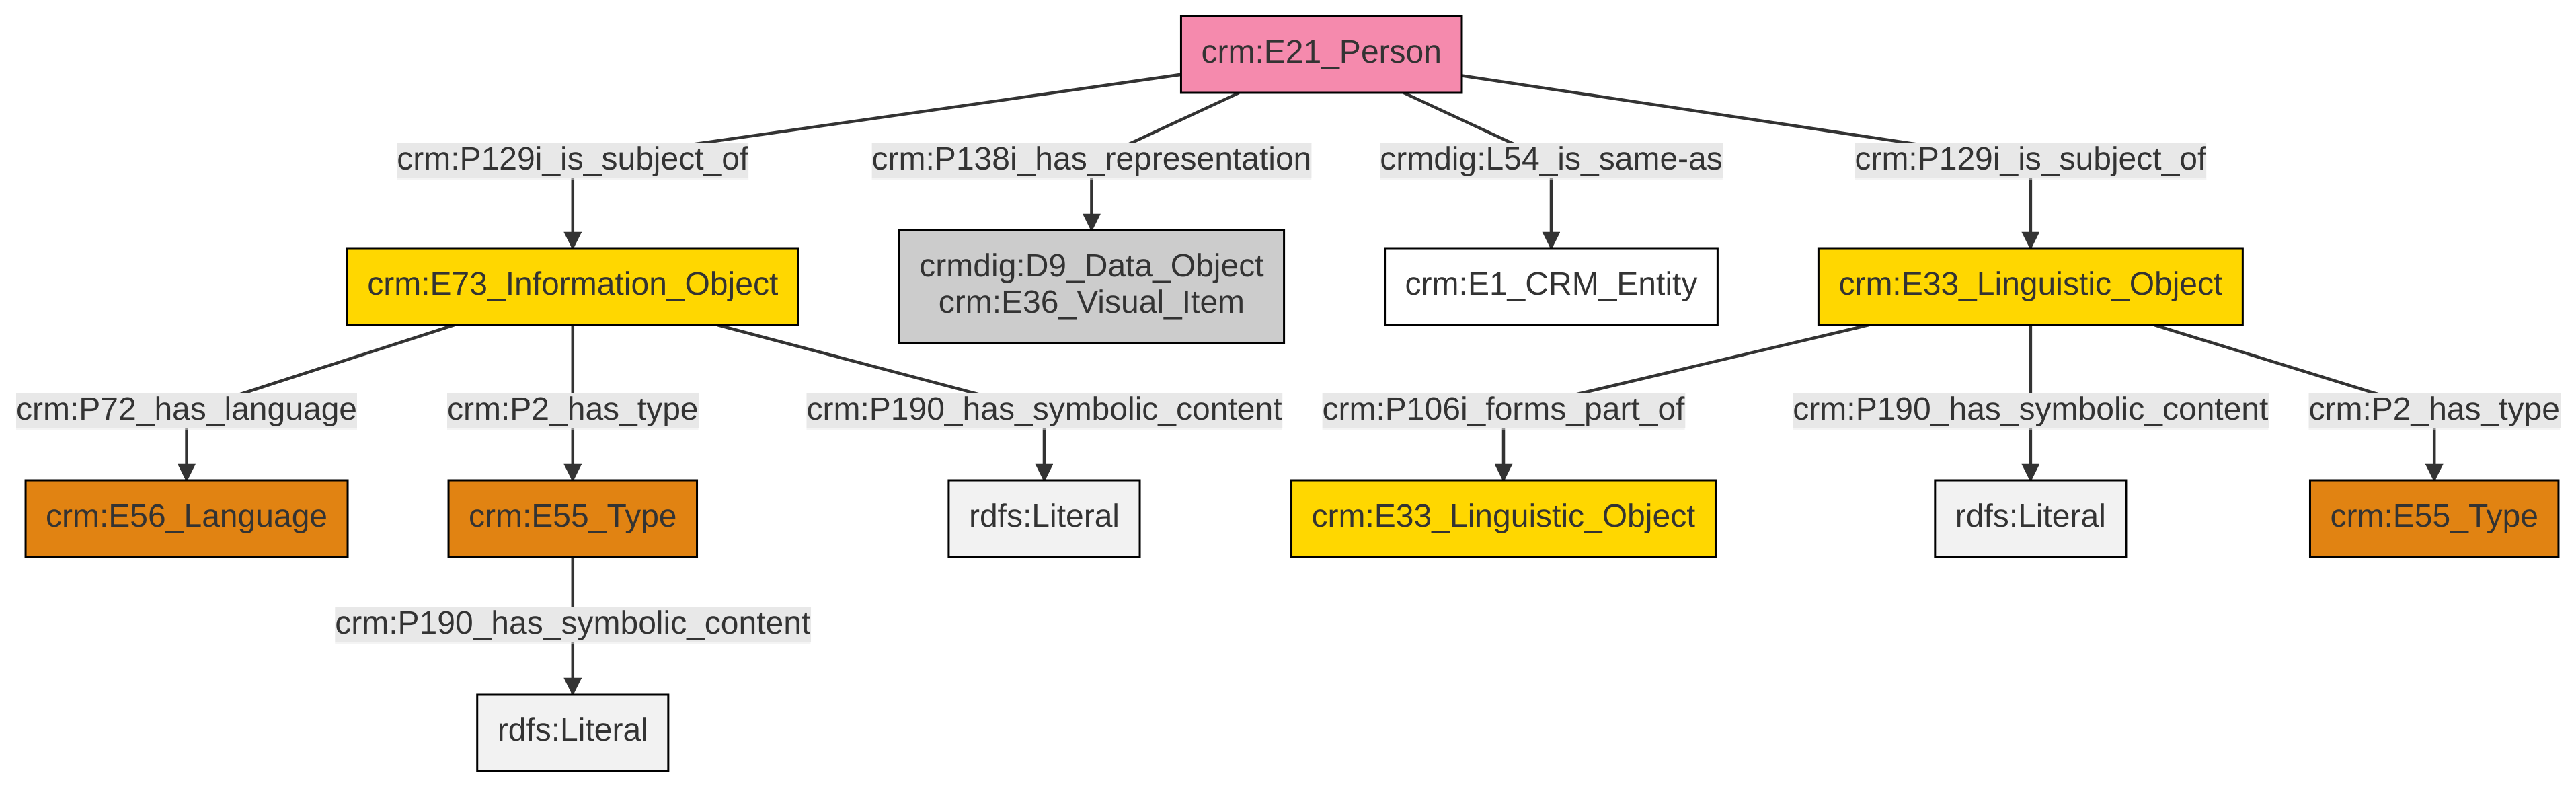 crm:E21_Person
crm:P129i_is_subject_of
crm:P138i_has_representation
crmdig:L54_is_same-as
crm:P129i_is_subject_of
crm:E73_Information_Object
crmdig:D9_Data_Object
crm:E36_Visual_Item
crm:E1_CRM_Entity
crm:E33_Linguistic_Object
crm:P72_has_language
crm:P2_has_type
crm:P190_has_symbolic_content
crm:P106i_forms_part_of
crm:P190_has_symbolic_content
crm:P2_has_type
crm:E56_Language
crm:E55_Type
rdfs:Literal
crm:E33_Linguistic_Object
rdfs:Literal
crm:E55_Type
crm:P190_has_symbolic_content
rdfs:Literal